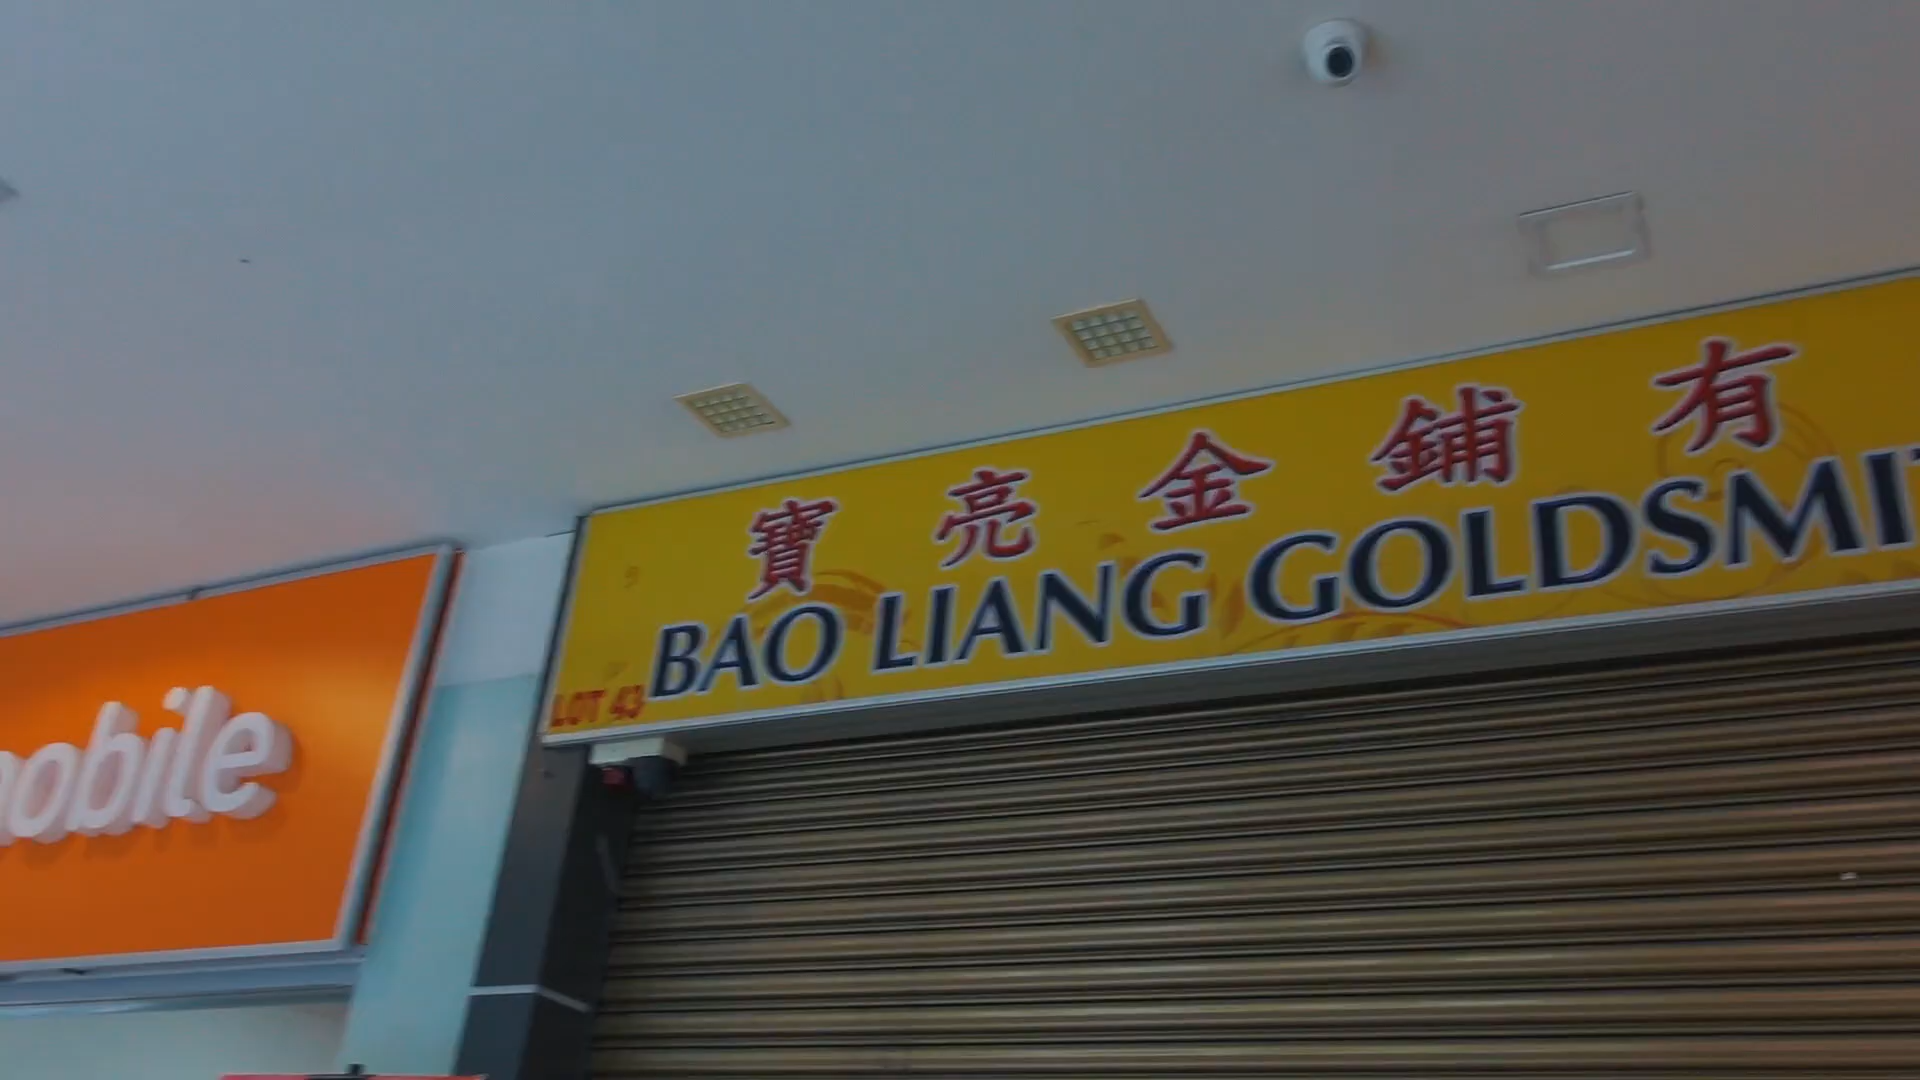 寶亮金鋪有
BAO LIANG GOLDSMI
LOT 43
obile